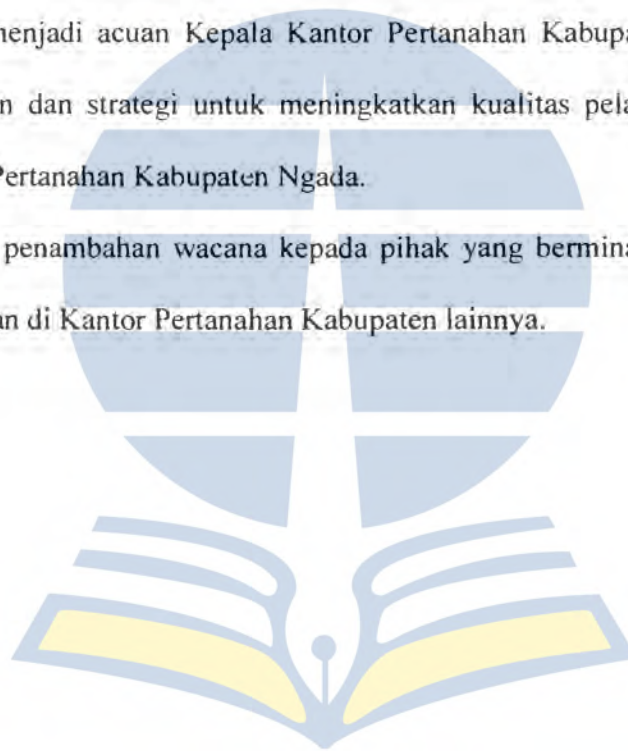 menjadi acuan Kepala Kantor Pertanahan Kabupa
n dan strategi untuk meningkatkan kualitas pela
Pertanahan Kabupaten Ngada.
penambahan wacana kepada pihak yang bermina
an di Kantor Pertanahan Kabupaten lainnya.